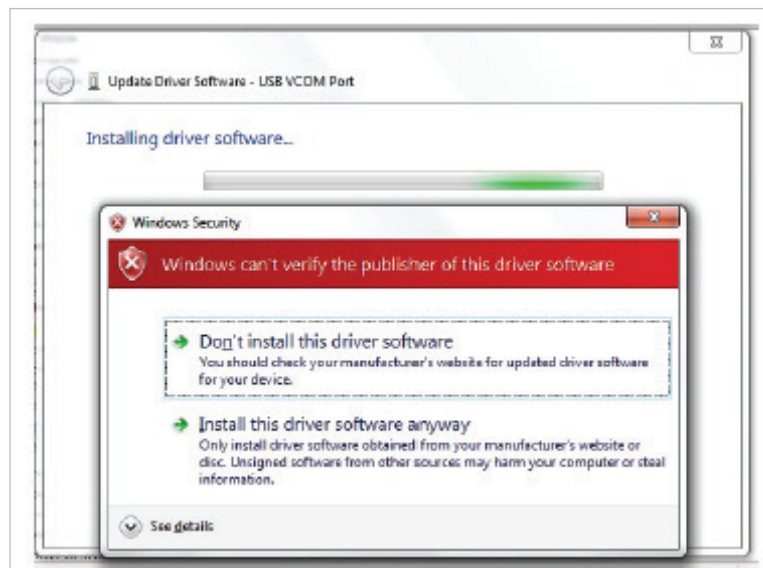 Update Driver Software - USB VCOM Port
Installing driver software...
Windows Security
Windows can't verify the publisher of this driver software
Don't install this driver software
You should check your manufacturer's website for updated driver software
for your device.
Install this driver software anyway
Only install driver software obtained from your manufacturer's website or
disc. Unsigned software from other sources may harm your computer or steal
information.
See details